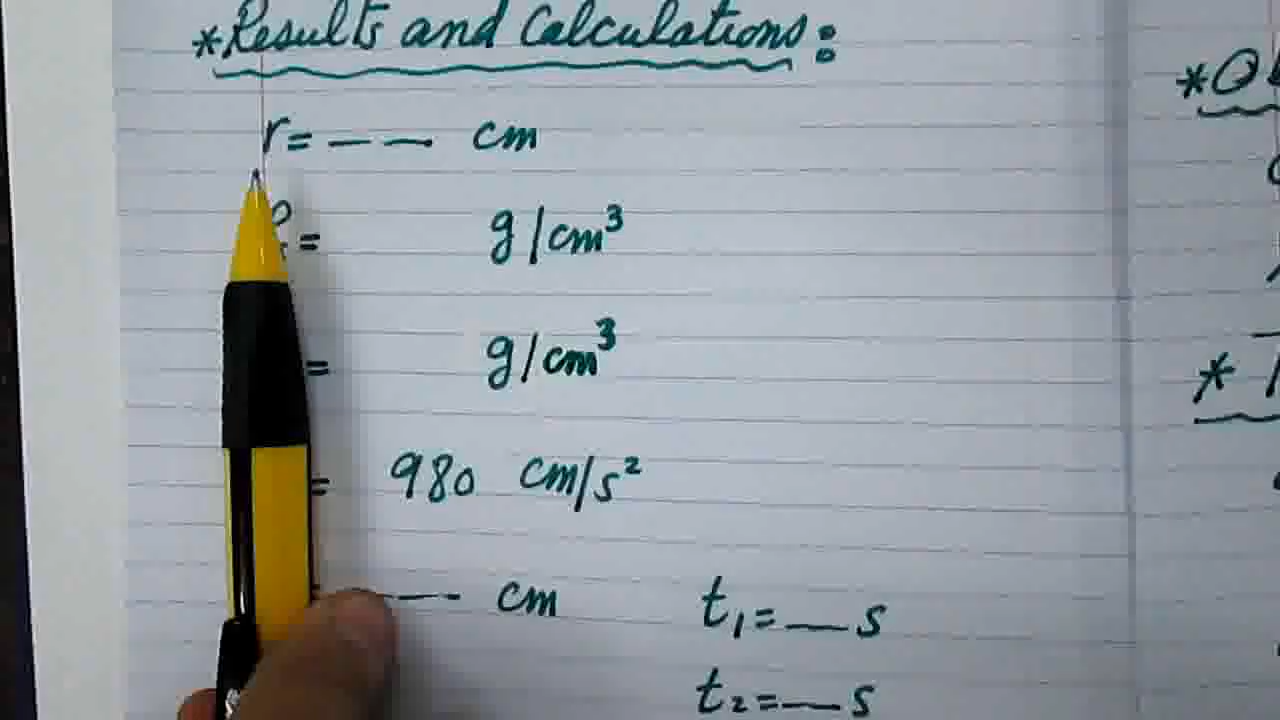 *Results and Calculations:
r= — — cm
ρ = g/cm³
= g/cm³
= 980 cm/s²
— cm t₁=—s
t₂=—s
*
*